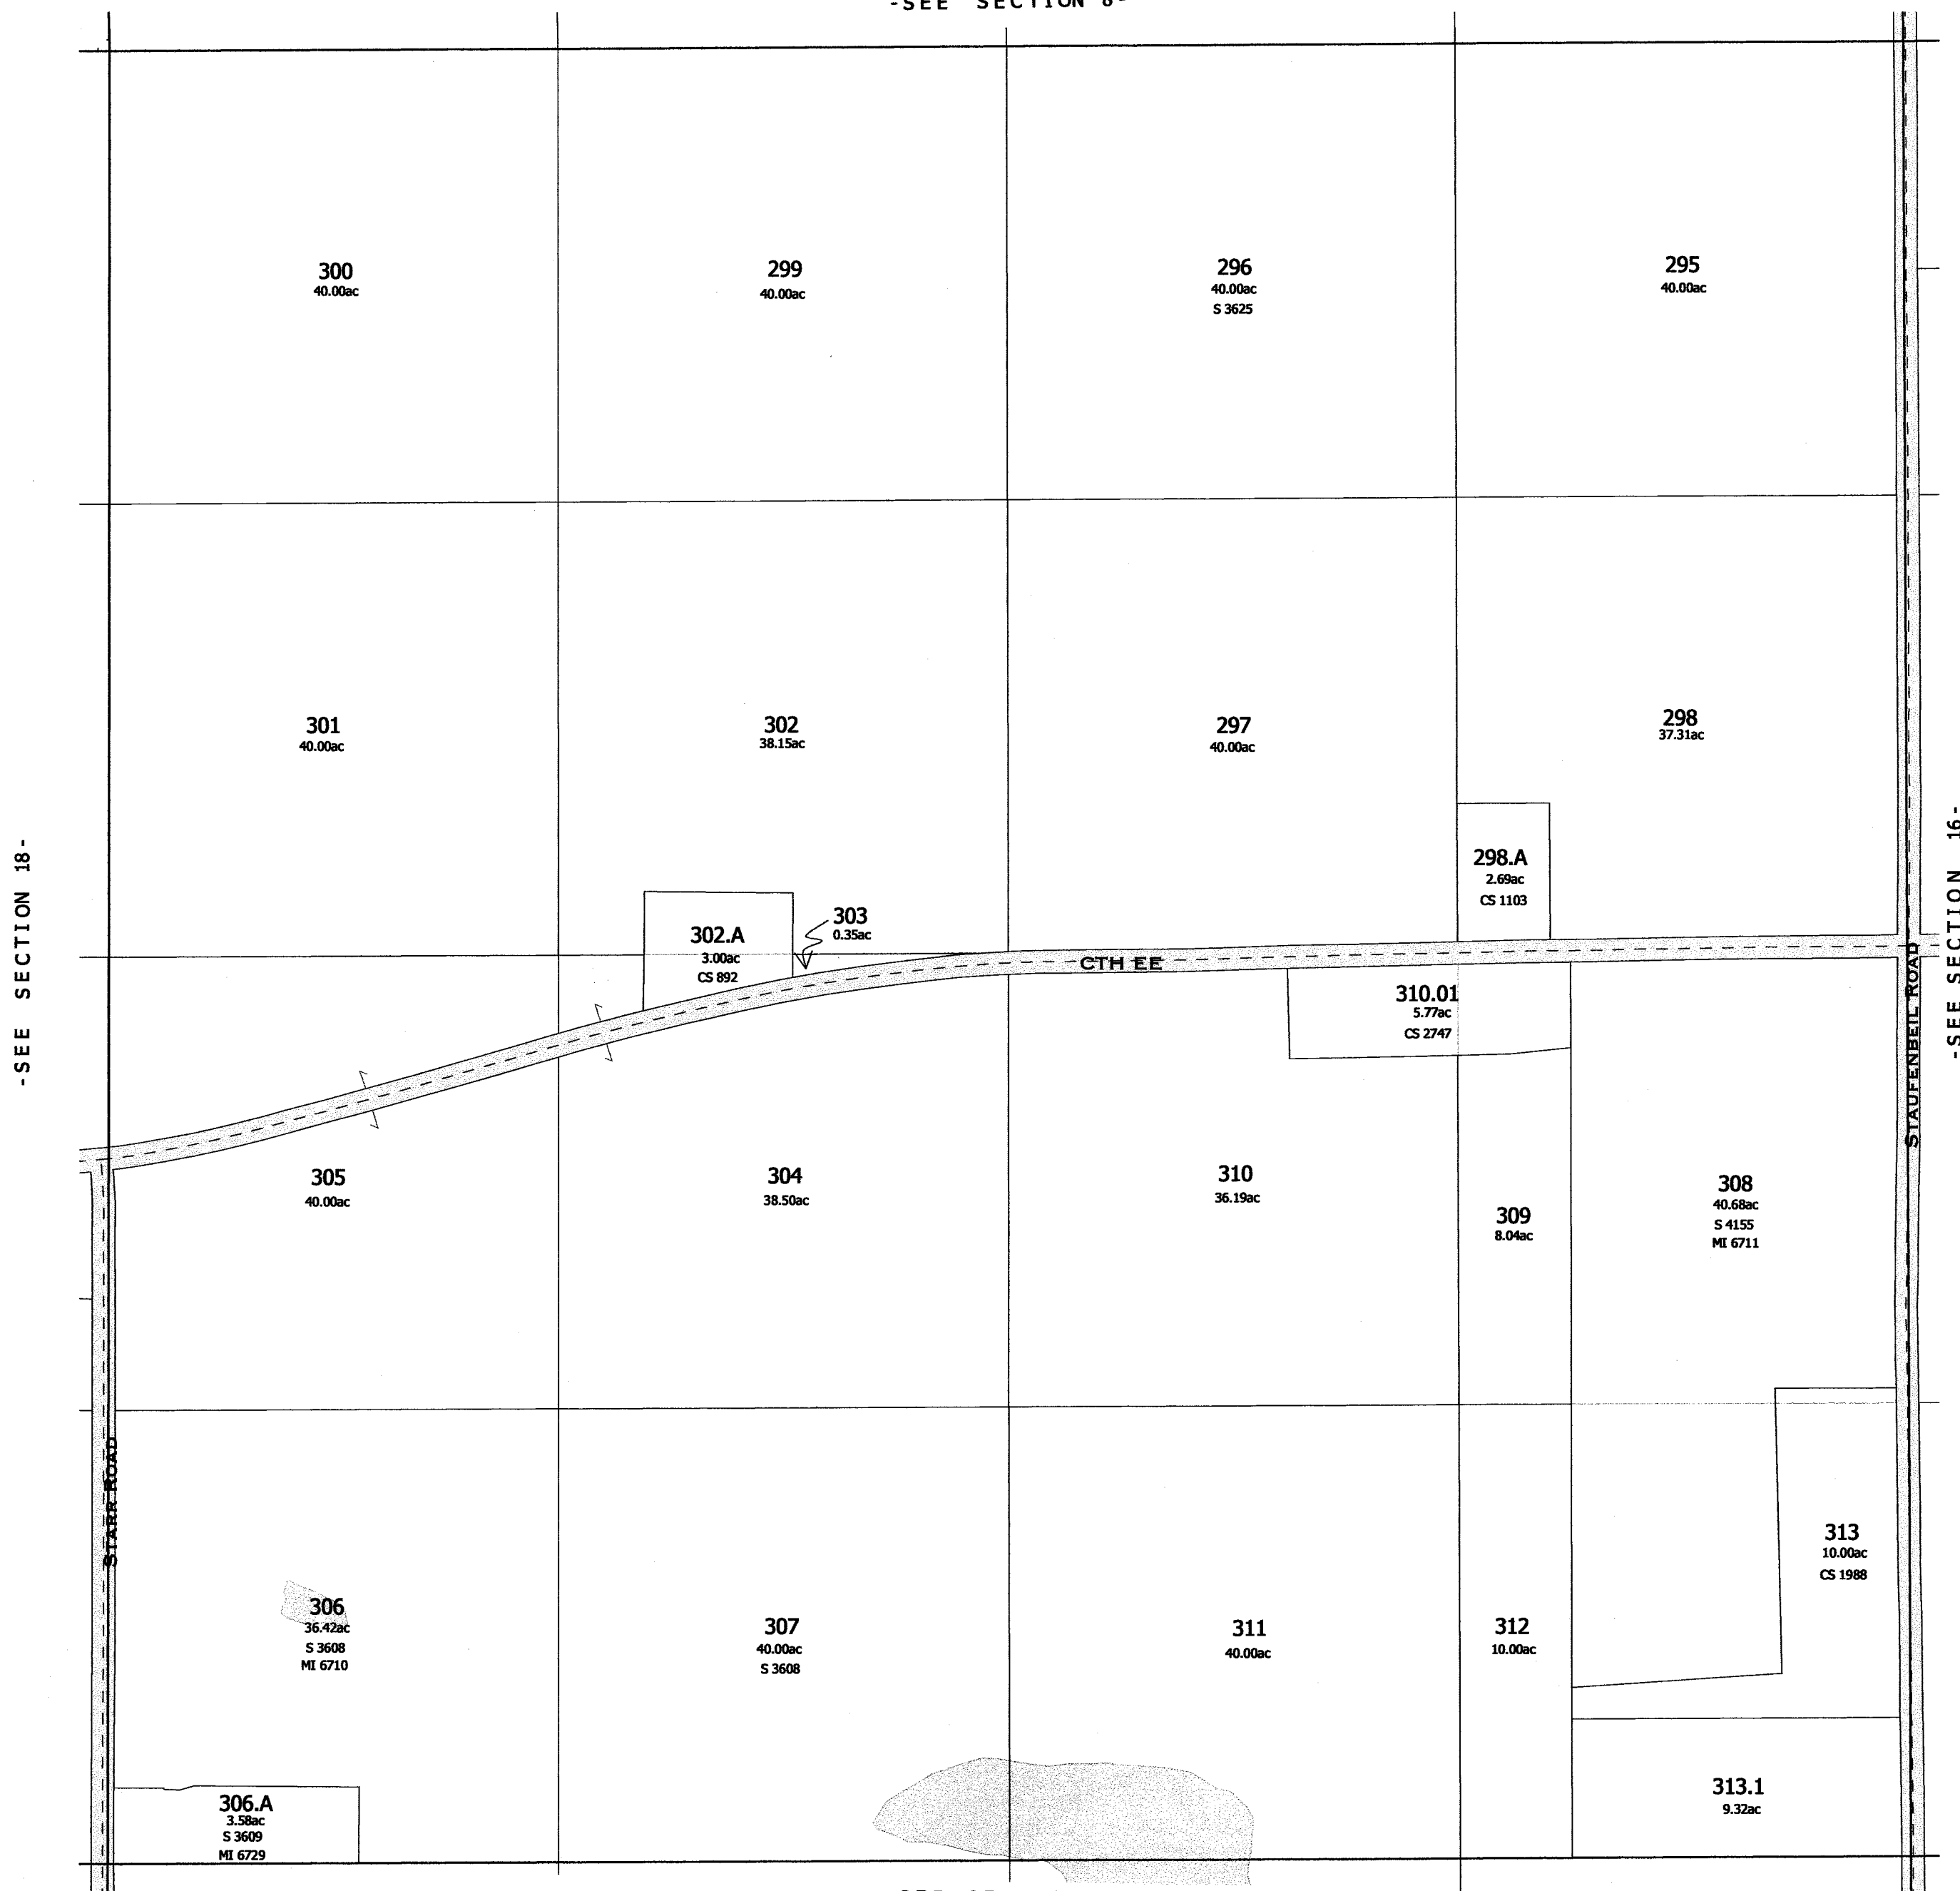 -SEE SECTION 8-
300
40.00ac
299
40.00ac
296
40.00ac
S 3625
295
40.00ac
301
40.00ac
302
38.15ac
297
40.00ac
298
37.31ac
-SEE SECTION 18-
-SEE SECTION 16-
298.A
2.69ac
CS 1103
302.A
3.00ac
CS 892
303
0.35ac
CTH EE
STAUFENBEIL ROAD
310.01
5.77ac
CS 2747
305
40.00ac
304
38.50ac
310
36.19ac
309
8.04ac
308
40.68ac
S 4155
MI 6711
STARR ROAD
313
10.00ac
CS 1988
306
36.42ac
S 3608
MI 6710
307
40.00ac
S 3608
311
40.00ac
312
10.00ac
306.A
3.58ac
S 3609
MI 6729
313.1
9.32ac